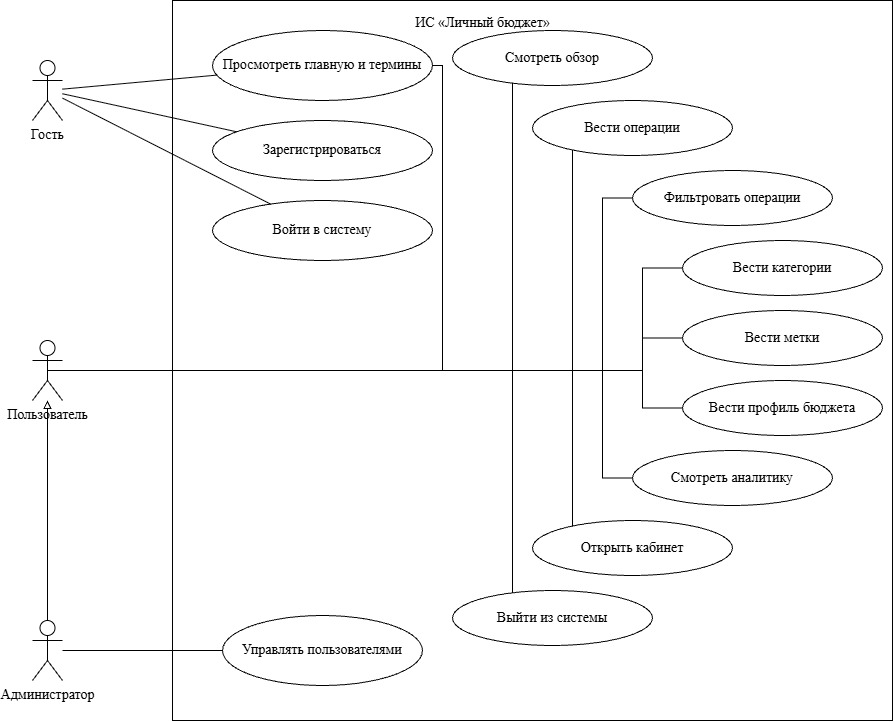 ИС «Личный бюджет»
Просмотреть главную и термины
Смотреть обзор
Гость
Вести операции
Зарегистрироваться
Фильтровать операции
Войти в систему
Вести категории
Вести метки
Пользователь
Вести профиль бюджета
Смотреть аналитику
Открыть кабинет
Выйти из системы
Управлять пользователями
Администратор